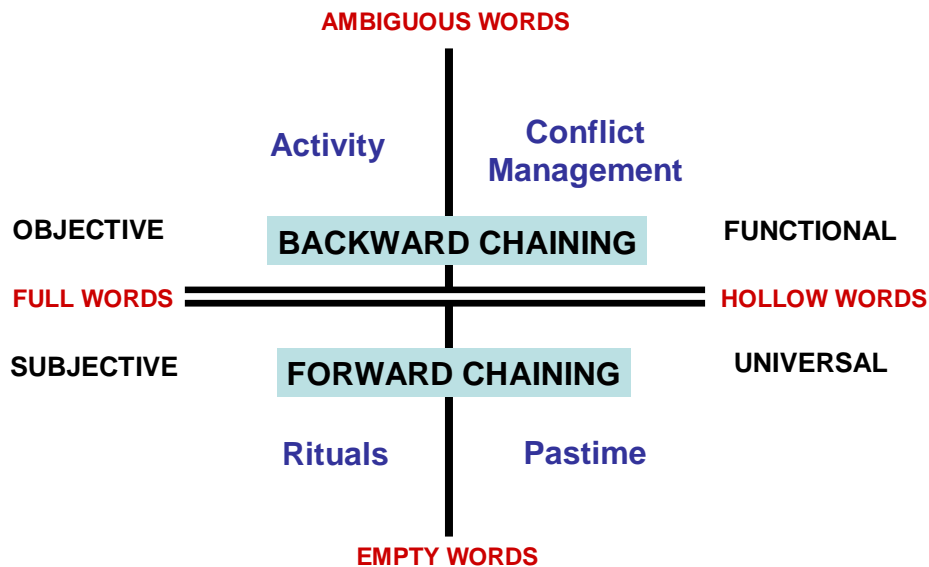 AMBIGUOUS WORDS
Activity
Conflict
Management
OBJECTIVE
BACKWARD CHAINING
FUNCTIONAL
FULL WORDS
HOLLOW WORDS
SUBJECTIVE
FORWARD CHAINING
UNIVERSAL
Rituals
Pastime
EMPTY WORDS